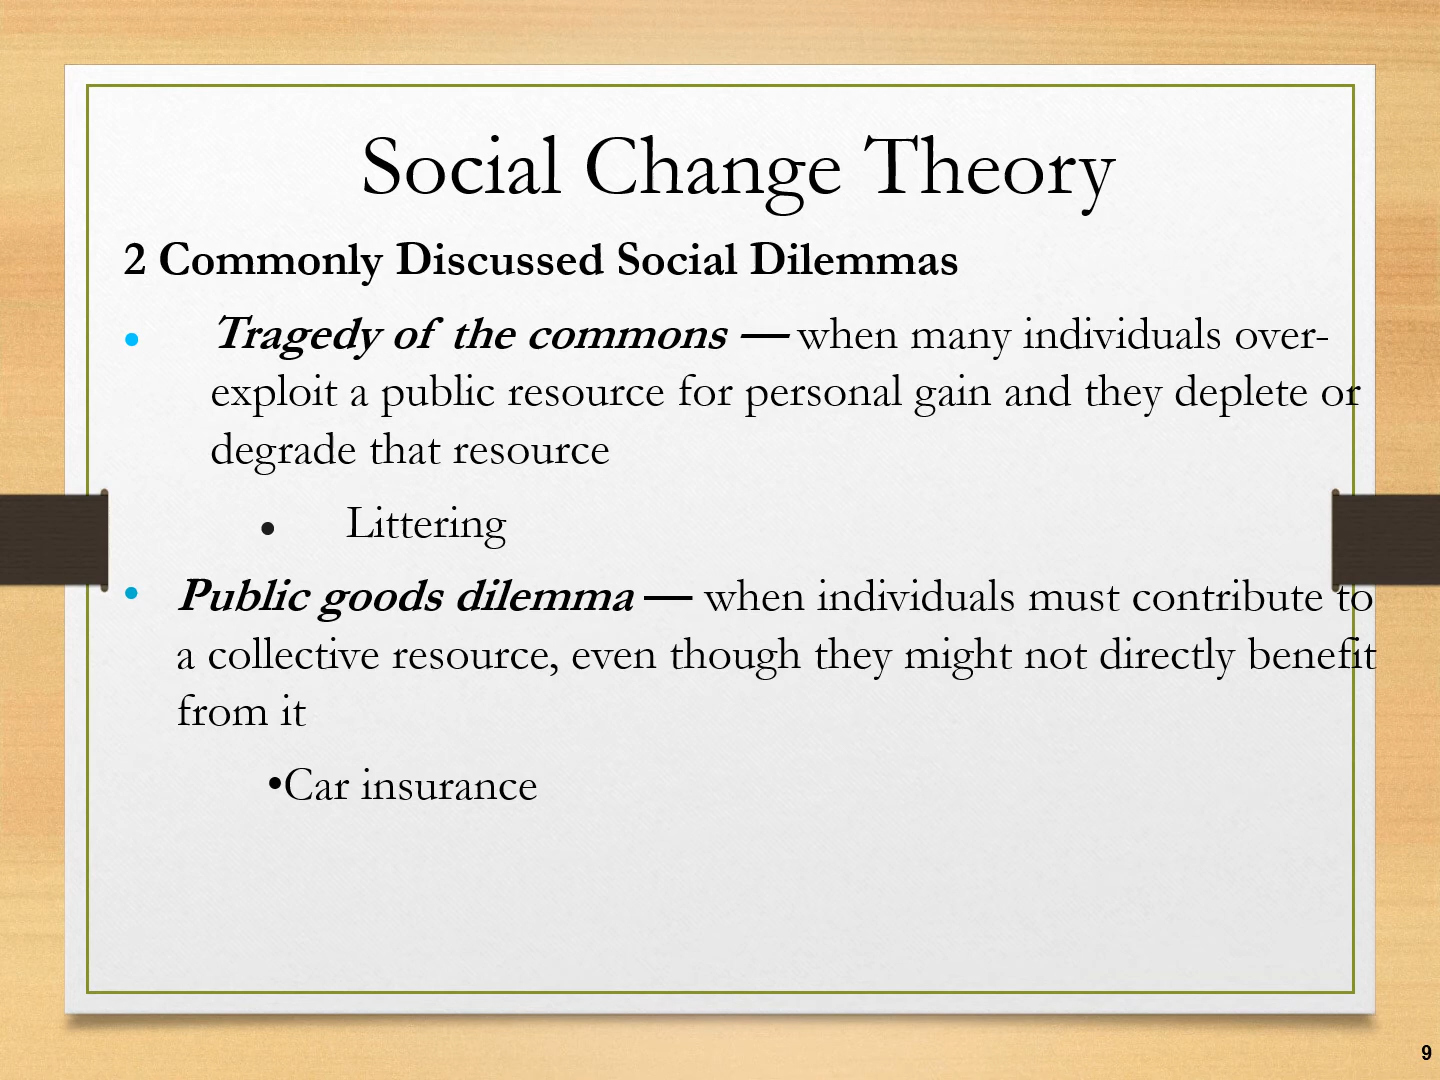 Social Change Theory
2 Commonly Discussed Social Dilemmas
• Tragedy of the commons — when many individuals over-
exploit a public resource for personal gain and they deplete or
degrade that resource
• Littering
• Public goods dilemma — when individuals must contribute to
a collective resource, even though they might not directly benefit
from it
•Car insurance
9